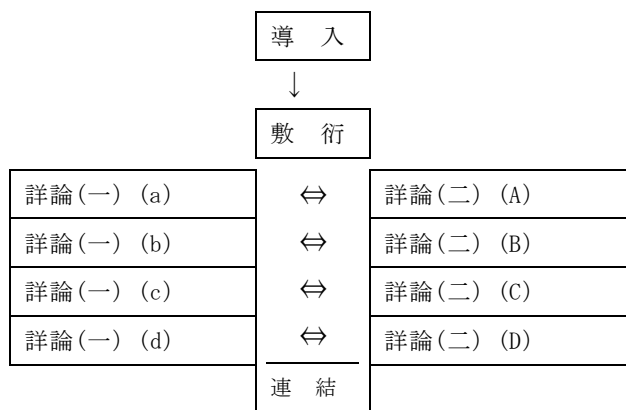 導　入
↓
敷　衍
詳論(一) (a) ⇔ 詳論(二) (A)
詳論(一) (b) ⇔ 詳論(二) (B)
詳論(一) (c) ⇔ 詳論(二) (C)
詳論(一) (d) ⇔ 詳論(二) (D)
連　結